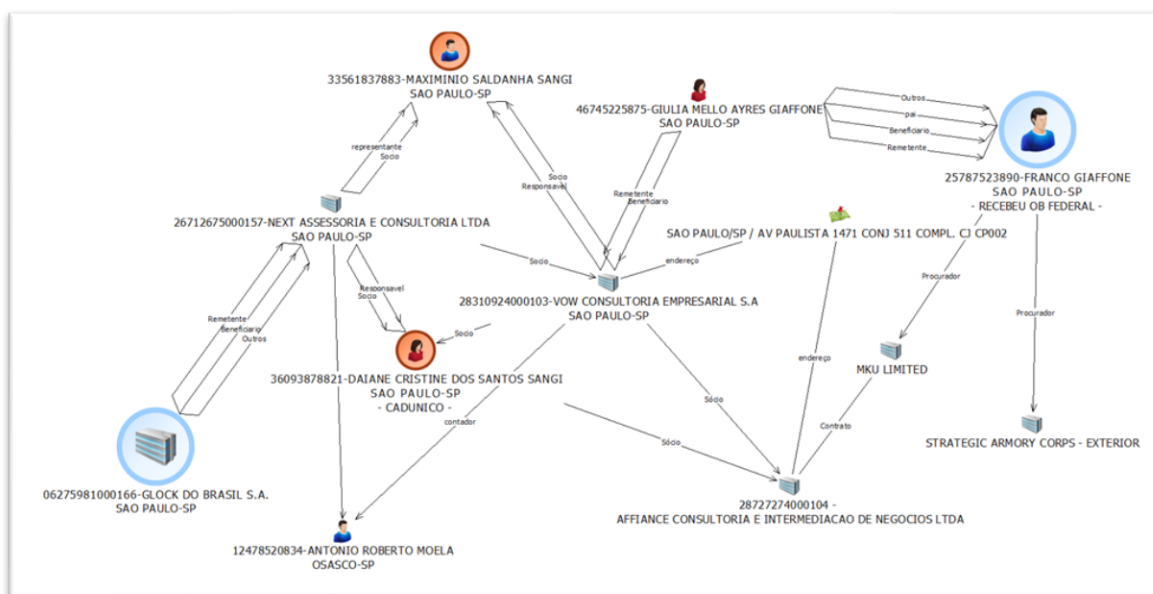 33561837883-MAXIMINIO SALDANHA SANGI
SAO PAULO-SP
46745225875-GIULIA MELLO AYRES GIAFFONE
SAO PAULO-SP
Outros
pai
Beneficiario
Remetente
25787523890-FRANCO GIAFFONE
SAO PAULO-SP
- RECEBEU OB FEDERAL -
representante
Socio
Socio
Responsavel
Remetente
Beneficiario
26712675000157-NEXT ASSESSORIA E CONSULTORIA LTDA
SAO PAULO-SP
SAO PAULO/SP / AV PAULISTA 1471 CONJ 511 COMPL. CJ CP002
Socio
endereço
Procurador
28310924000103-VOW CONSULTORIA EMPRESARIAL S.A
SAO PAULO-SP
Responsavel
Socio
Remetente
Beneficiario
Outros
Socio
Procurador
endereço
MKU LIMITED
36093878821-DAIANE CRISTINE DOS SANTOS SANGI
SAO PAULO-SP
- CADUNICO -
Sócio
contador
Contrato
Sócio
STRATEGIC ARMORY CORPS - EXTERIOR
06275981000166-GLOCK DO BRASIL S.A.
SAO PAULO-SP
28727274000104 -
AFFIANCE CONSULTORIA E INTERMEDIACAO DE NEGOCIOS LTDA
12478520834-ANTONIO ROBERTO MOELA
OSASCO-SP